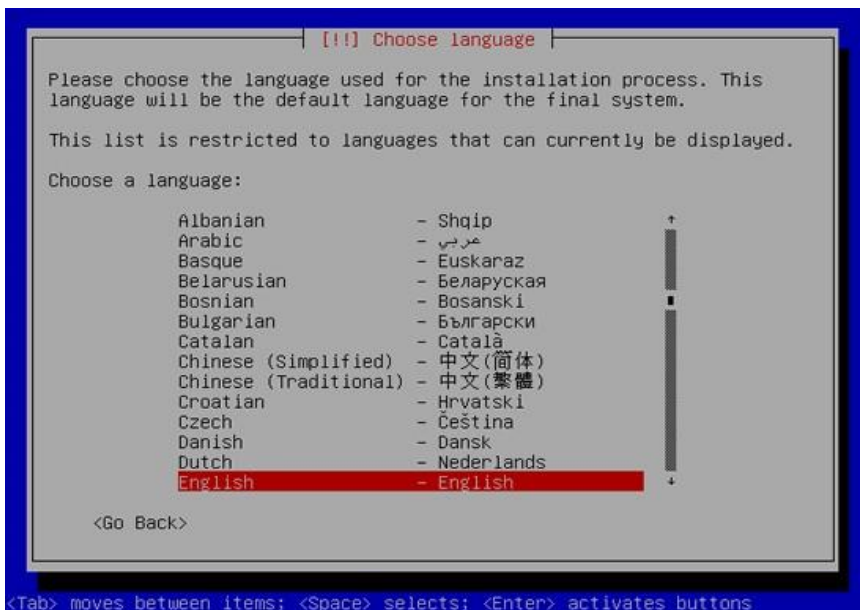 [!!] Choose language
Please choose the language used for the installation process. This
language will be the default language for the final system.
This list is restricted to languages that can currently be displayed.
Choose a language:
Albanian - Shqip
Arabic - عربي
Basque - Euskaraz
Belarusian - Беларуская
Bosnian - Bosanski
Bulgarian - Български
Catalan - Català
Chinese (Simplified) - 中文(简体)
Chinese (Traditional) - 中文(繁體)
Croatian - Hrvatski
Czech - Čeština
Danish - Dansk
Dutch - Nederlands
English - English
<Go Back>
<Tab> moves between items; <Space> selects; <Enter> activates buttons